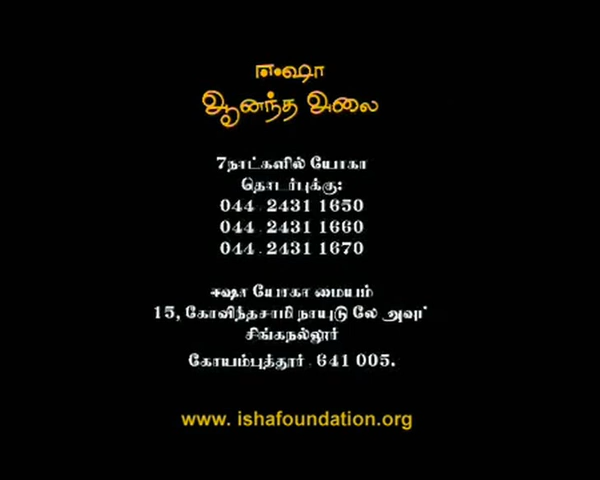 ஈஷா
ஆனந்த அலை
7நாட்களில் யோகா
தொடர்புக்கு:
044 . 2431 1650
044 . 2431 1660
044 . 2431 1670
ஈஷா யோகா மையம்
15, கோவிந்தசாமி நாயுடு லே அவுட்
சிங்கநல்லூர்
கோயம்புத்தூர் . 641 005.
www. ishafoundation.org